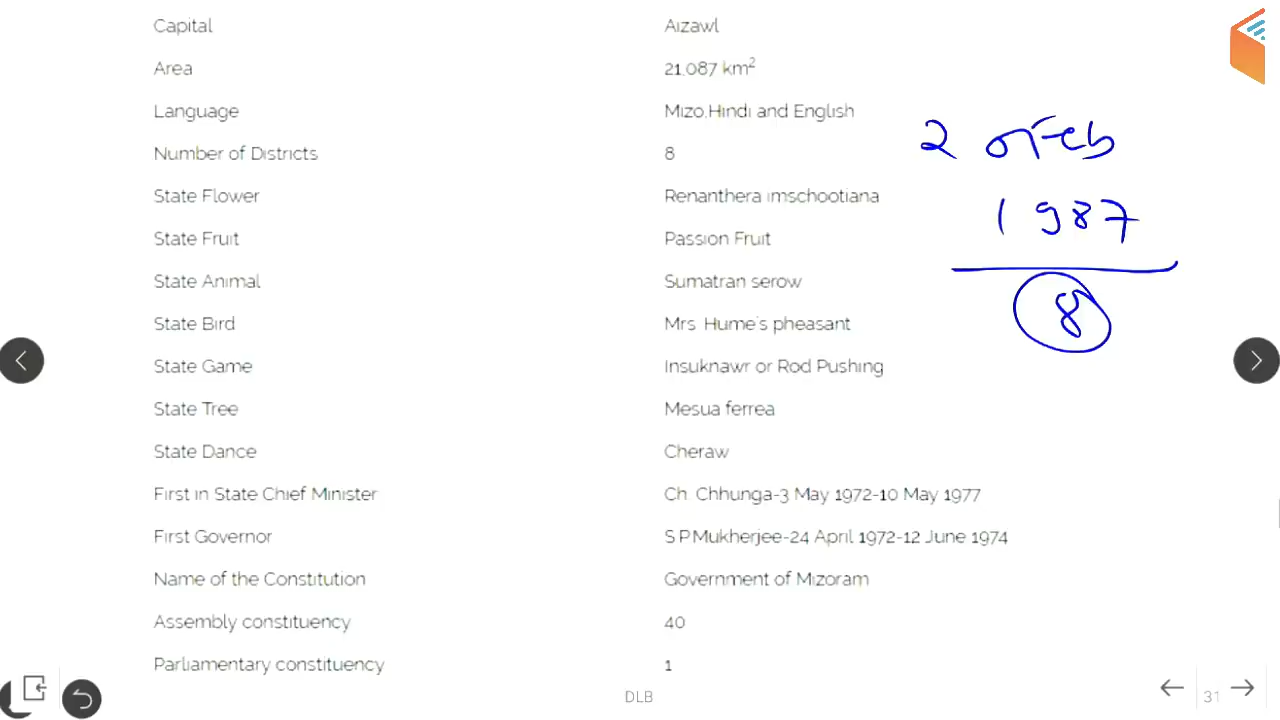 Capital Aizawl
Area 21,087 km²
Language Mizo,Hindi and English
Number of Districts 8
State Flower Renanthera imschootiana
State Fruit Passion Fruit
State Animal Sumatran serow
State Bird Mrs. Hume's pheasant
State Game Insuknawr or Rod Pushing
State Tree Mesua ferrea
State Dance Cheraw
First in State Chief Minister Ch. Chhunga-3 May 1972-10 May 1977
First Governor S P Mukherjee-24 April 1972-12 June 1974
Name of the Constitution Government of Mizoram
Assembly constituency 40
Parliamentary constituency 1
2 of Feb
1987
8
DLB
31